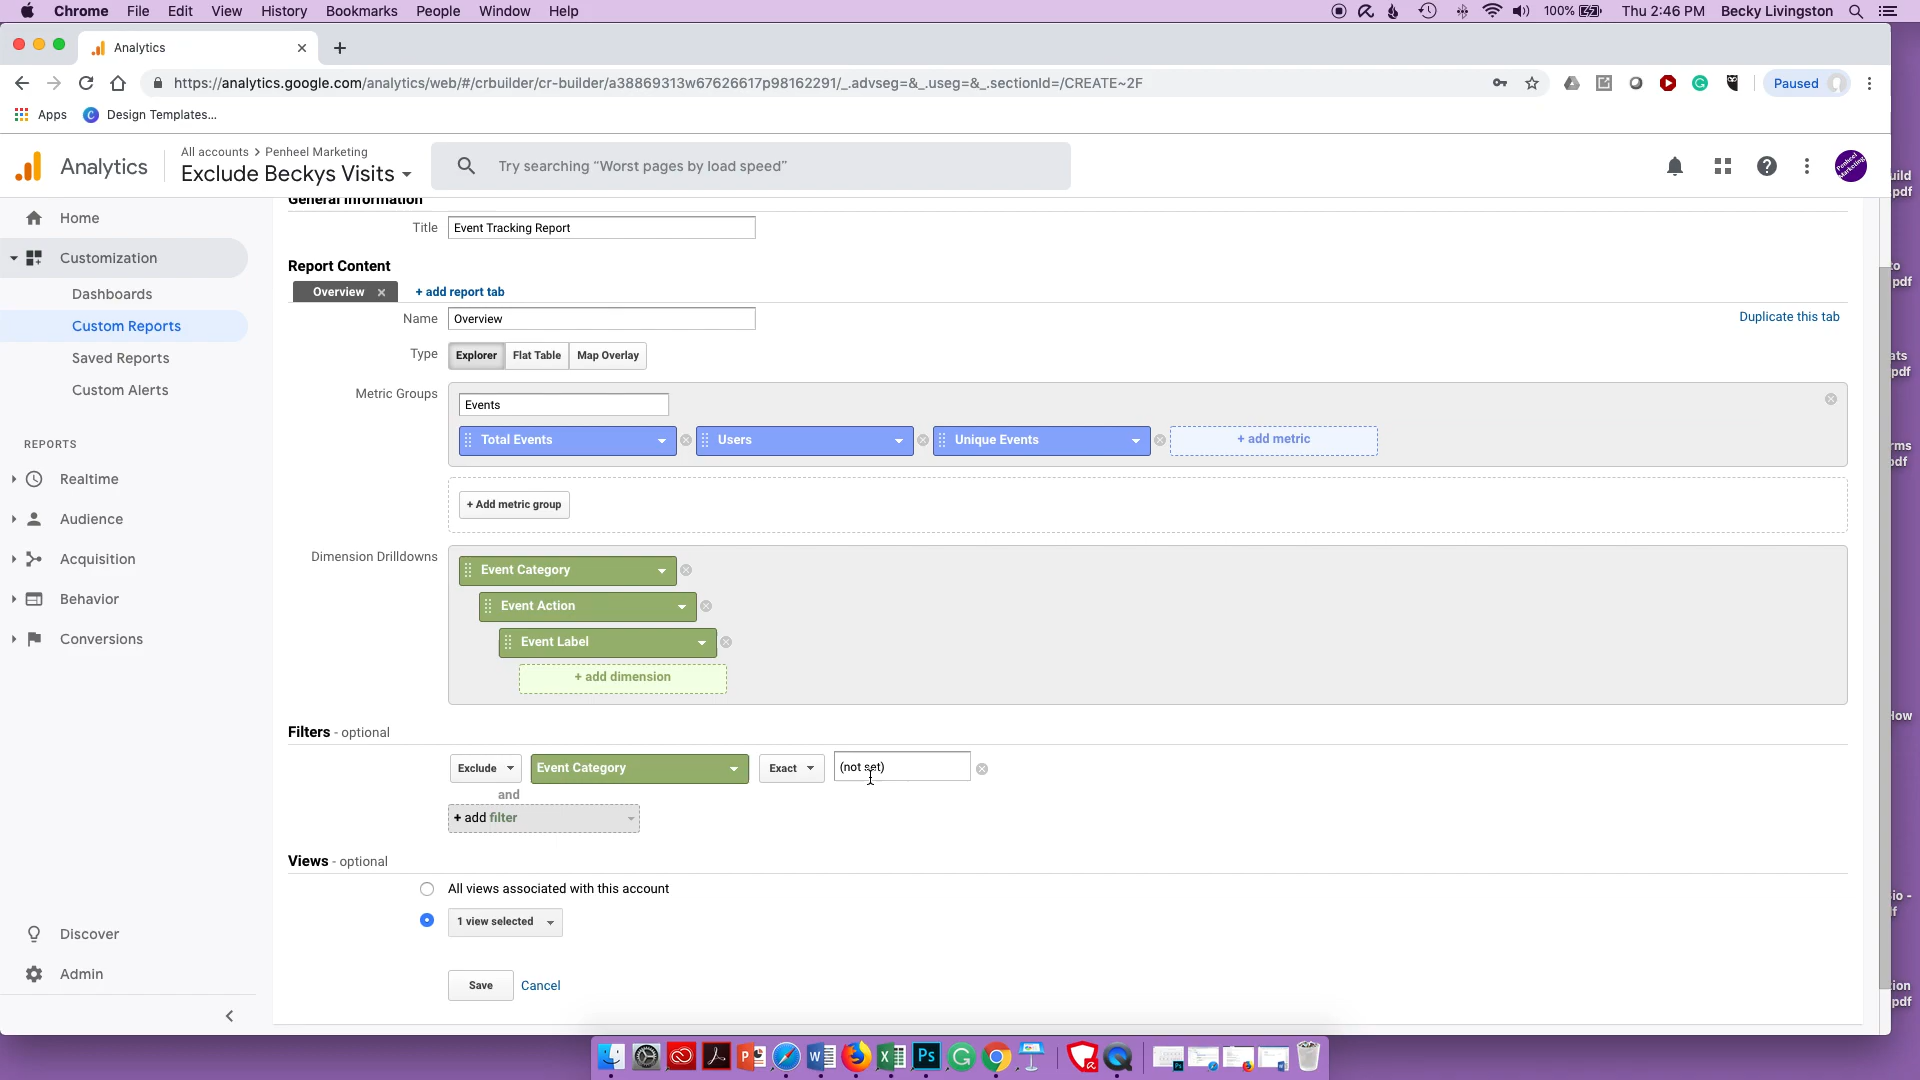 Chrome File Edit View History Bookmarks People Window Help 100% Thu 2:46 PM Becky Livingston
Analytics
https://analytics.google.com/analytics/web/#/crbuilder/cr-builder/a38869313w67626617p98162291/_.advseg=&_.useg=&_.sectionId=/CREATE~2F
Paused
Apps Design Templates...
Analytics
All accounts > Penheel Marketing
Exclude Beckys Visits
Try searching “Worst pages by load speed”
Home
Customization
Dashboards
Custom Reports
Saved Reports
Custom Alerts
REPORTS
Realtime
Audience
Acquisition
Behavior
Conversions
Discover
Admin
General Information
Title Event Tracking Report
Report Content
Overview + add report tab
Name Overview
Duplicate this tab
Type Explorer Flat Table Map Overlay
Metric Groups
Events
Total Events Users Unique Events + add metric
+ Add metric group
Dimension Drilldowns
Event Category
Event Action
Event Label
+ add dimension
Filters - optional
Exclude Event Category Exact (not set)
and
+ add filter
Views - optional
All views associated with this account
1 view selected
Save Cancel